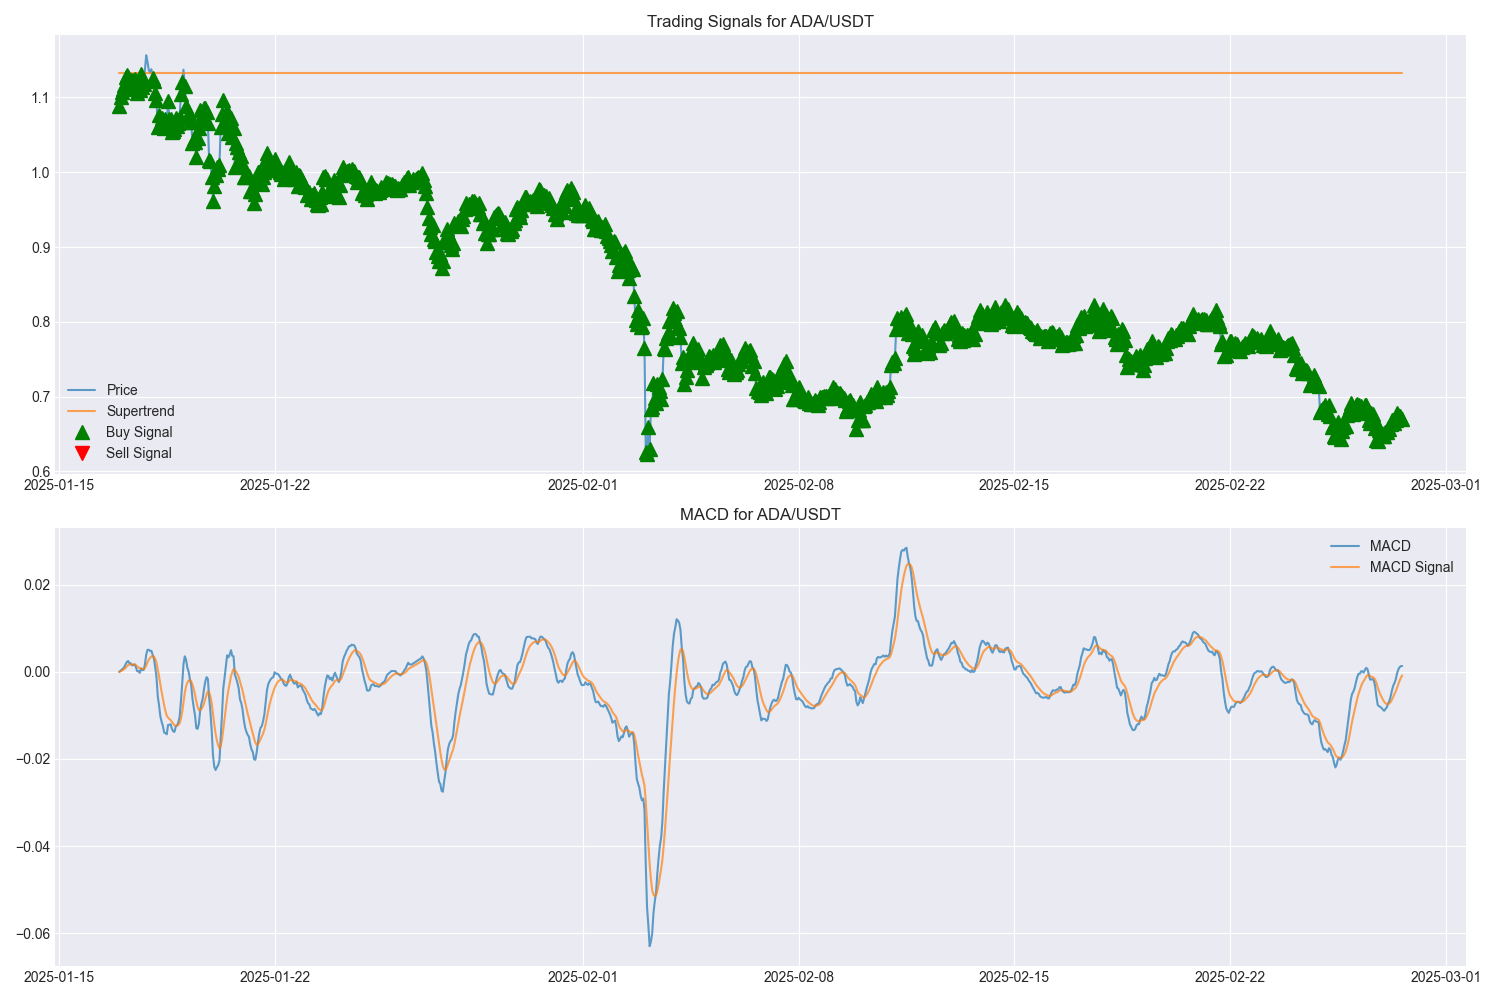 Trading Signals for ADA/USDT
1.1
1.0
0.9
0.8
0.7
0.6
Price
Supertrend
Buy Signal
Sell Signal
2025-01-15 2025-01-22 2025-02-01 2025-02-08 2025-02-15 2025-02-22 2025-03-01
MACD for ADA/USDT
MACD
MACD Signal
0.02
0.00
−0.02
−0.04
−0.06
2025-01-15 2025-01-22 2025-02-01 2025-02-08 2025-02-15 2025-02-22 2025-03-01